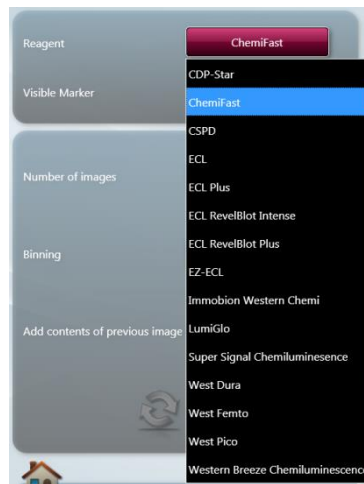 Reagent
ChemiFast
Visible Marker
CDP-Star
ChemiFast
CSPD
ECL
ECL Plus
ECL RevelBlot Intense
ECL RevelBlot Plus
EZ-ECL
Immobion Western Chemi
LumiGlo
Super Signal Chemiluminesence
West Dura
West Femto
West Pico
Western Breeze Chemiluminescence
Number of images
Binning
Add contents of previous image